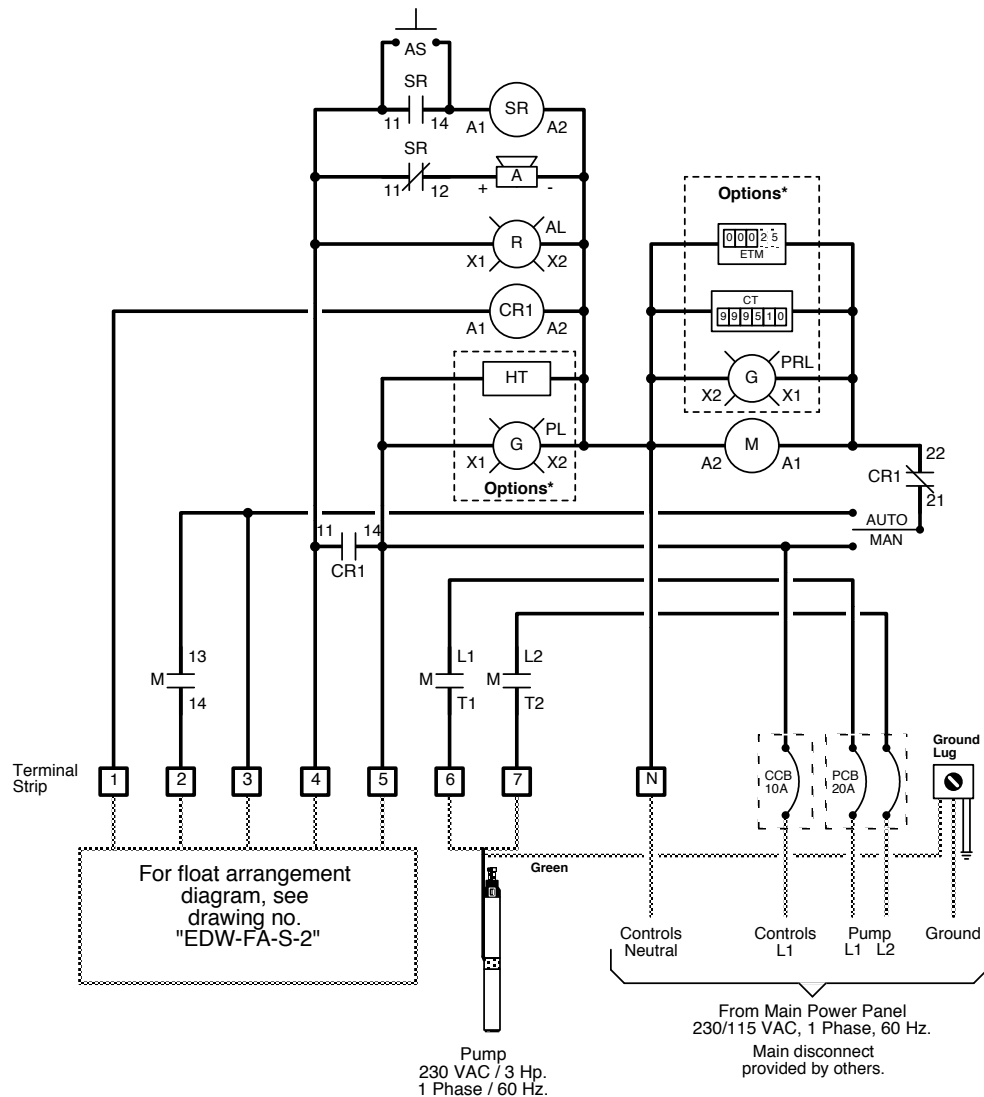 AS
SR
11 14 A1 SR A2
SR
11 12 + A -
Options*
0 0 0 2 5
ETM
R AL
X1 X2
CT
9 9 9 5 1 0
CR1
A1 A2
HT
G PRL
X2 X1
G PL
X1 X2
Options*
M
A2 A1
22
CR1
21
AUTO
MAN
11 14
CR1
13
M
14
L1
M
T1
L2
M
T2
Terminal
Strip
1 2 3 4 5 6 7 N
CCB
10A
PCB
20A
Ground
Lug
For float arrangement
diagram, see
drawing no.
"EDW-FA-S-2"
Green
Controls
Neutral
Controls
L1
Pump
L1 L2
Ground
From Main Power Panel
230/115 VAC, 1 Phase, 60 Hz.
Main disconnect
provided by others.
Pump
230 VAC / 3 Hp.
1 Phase / 60 Hz.